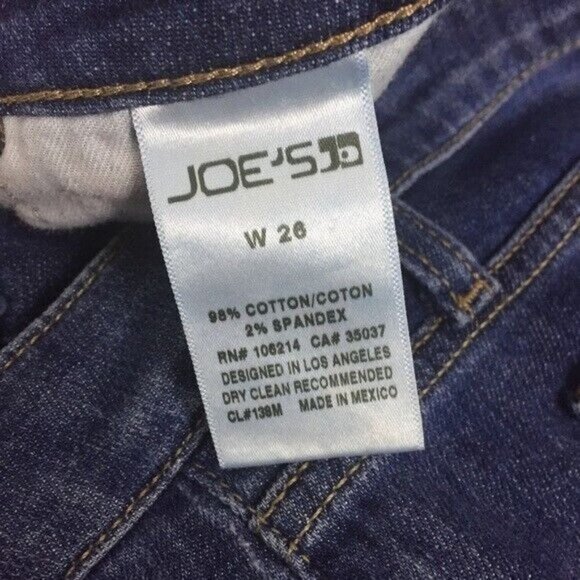 JOE'S
W 26
98% COTTON/COTON
2% SPANDEX
RN# 106214 CA# 35037
DESIGNED IN LOS ANGELES
DRY CLEAN RECOMMENDED
CL#139M MADE IN MEXICO